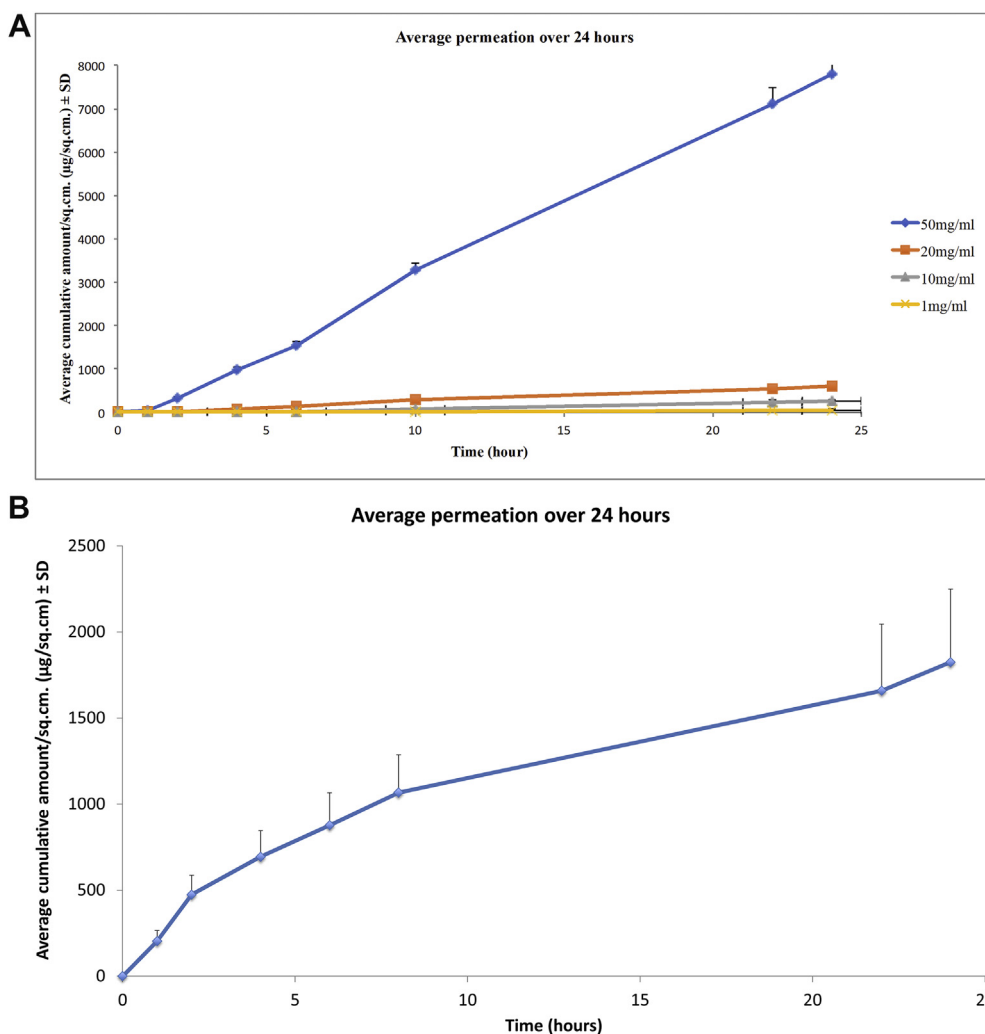 A
Average permeation over 24 hours
Average cumulative amount/sq.cm. (µg/sq.cm.) ± SD
8000
7000
6000
5000
4000
3000
2000
1000
0
0 5 10 15 20 25
Time (hour)
50mg/ml
20mg/ml
10mg/ml
1mg/ml
B
Average permeation over 24 hours
Average cumulative amount/sq.cm. (µg/sq.cm) ± SD
2500
2000
1500
1000
500
0
0 5 10 15 20
Time (hours)